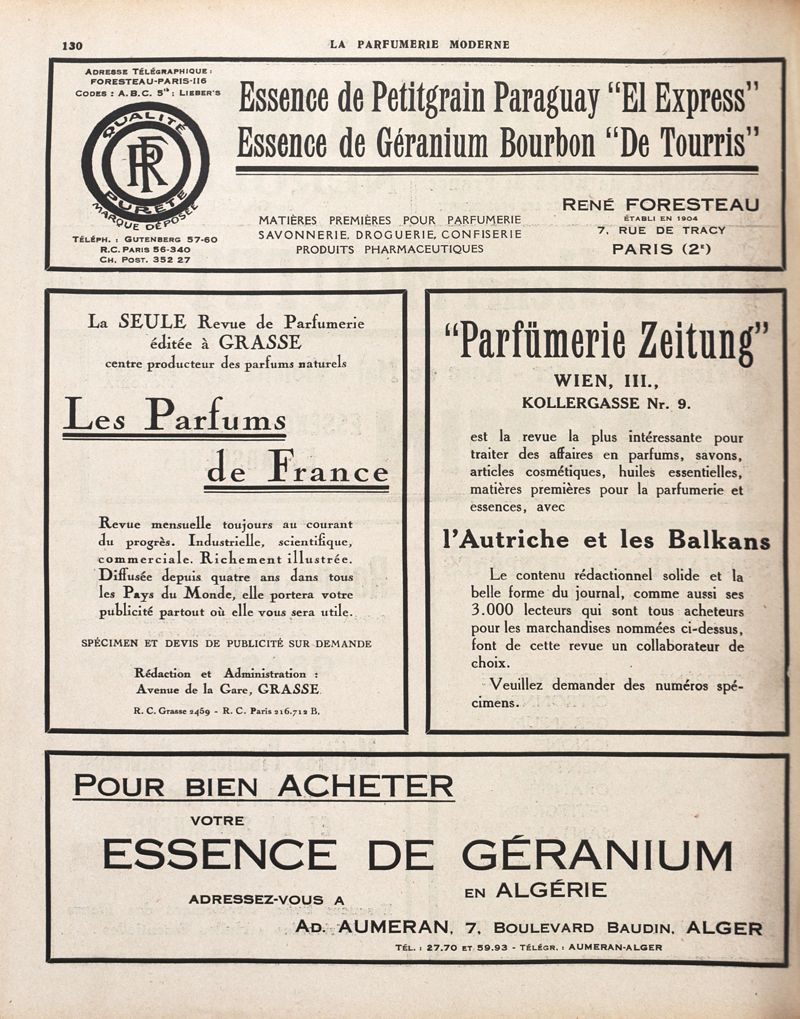 130
LA PARFUMERIE MODERNE
ADRESSE TÉLÉGRAPHIQUE :
FORESTEAU-PARIS-116
CODES : A.B.C. 5th ; LIEBER'S
QUALITÉ
RF
PURETÉ
MARQUE DÉPOSÉE
TÉLÉPH. : GUTENBERG 57-60
R.C. PARIS 56-340
CH. POST. 352 27
Essence de Petitgrain Paraguay "El Express"
Essence de Géranium Bourbon "De Tourris"
MATIÈRES PREMIÈRES POUR PARFUMERIE
SAVONNERIE, DROGUERIE, CONFISERIE
PRODUITS PHARMACEUTIQUES
RENÉ FORESTEAU
ÉTABLI EN 1904
7, RUE DE TRACY
PARIS (2e)
La SEULE Revue de Parfumerie
éditée à GRASSE
centre producteur des parfums naturels
Les Parfums
de France
Revue mensuelle toujours au courant
du progrès. Industrielle, scientifique,
commerciale. Richement illustrée.
Diffusée depuis quatre ans dans tous
les Pays du Monde, elle portera votre
publicité partout où elle vous sera utile.
SPÉCIMEN ET DEVIS DE PUBLICITÉ SUR DEMANDE
Rédaction et Administration :
Avenue de la Gare, GRASSE
R. C. Grasse 2459 - R. C. Paris 216.712 B.
"Parfümerie Zeitung"
WIEN, III.,
KOLLERGASSE Nr. 9.
est la revue la plus intéressante pour
traiter des affaires en parfums, savons,
articles cosmétiques, huiles essentielles,
matières premières pour la parfumerie et
essences, avec
l'Autriche et les Balkans
Le contenu rédactionnel solide et la
belle forme du journal, comme aussi ses
3.000 lecteurs qui sont tous acheteurs
pour les marchandises nommées ci-dessus,
font de cette revue un collaborateur de
choix.
Veuillez demander des numéros spé-
cimens.
POUR BIEN ACHETER
VOTRE
ESSENCE DE GÉRANIUM
EN ALGÉRIE
ADRESSEZ-VOUS A
AD. AUMERAN, 7, BOULEVARD BAUDIN, ALGER
TÉL. : 27.70 ET 59.93 - TÉLÉGR. : AUMERAN-ALGER